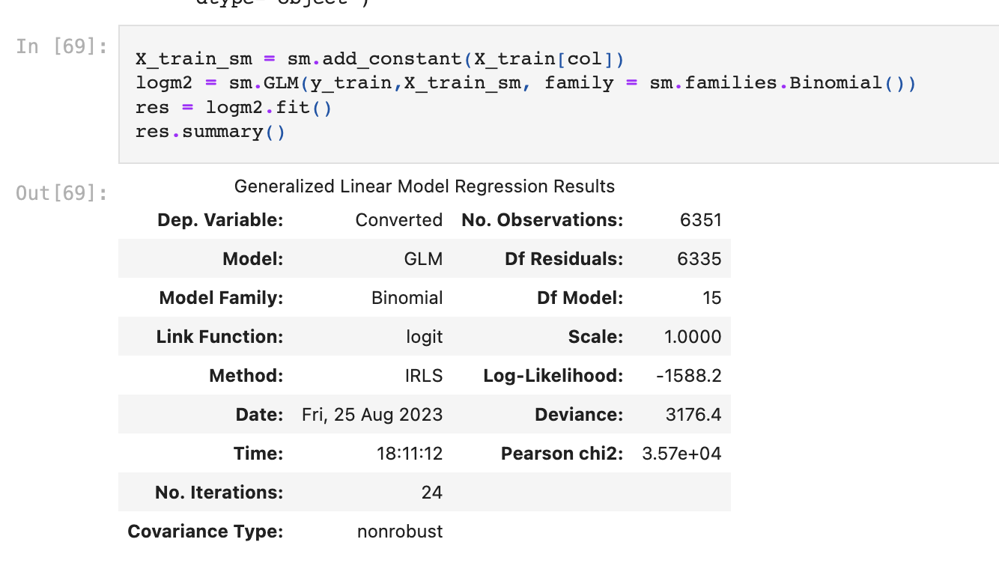 dtype='object')
In [69]:
X_train_sm = sm.add_constant(X_train[col])
logm2 = sm.GLM(y_train,X_train_sm, family = sm.families.Binomial())
res = logm2.fit()
res.summary()
Out[69]:
Generalized Linear Model Regression Results
Dep. Variable: Converted No. Observations: 6351
Model: GLM Df Residuals: 6335
Model Family: Binomial Df Model: 15
Link Function: logit Scale: 1.0000
Method: IRLS Log-Likelihood: -1588.2
Date: Fri, 25 Aug 2023 Deviance: 3176.4
Time: 18:11:12 Pearson chi2: 3.57e+04
No. Iterations: 24
Covariance Type: nonrobust